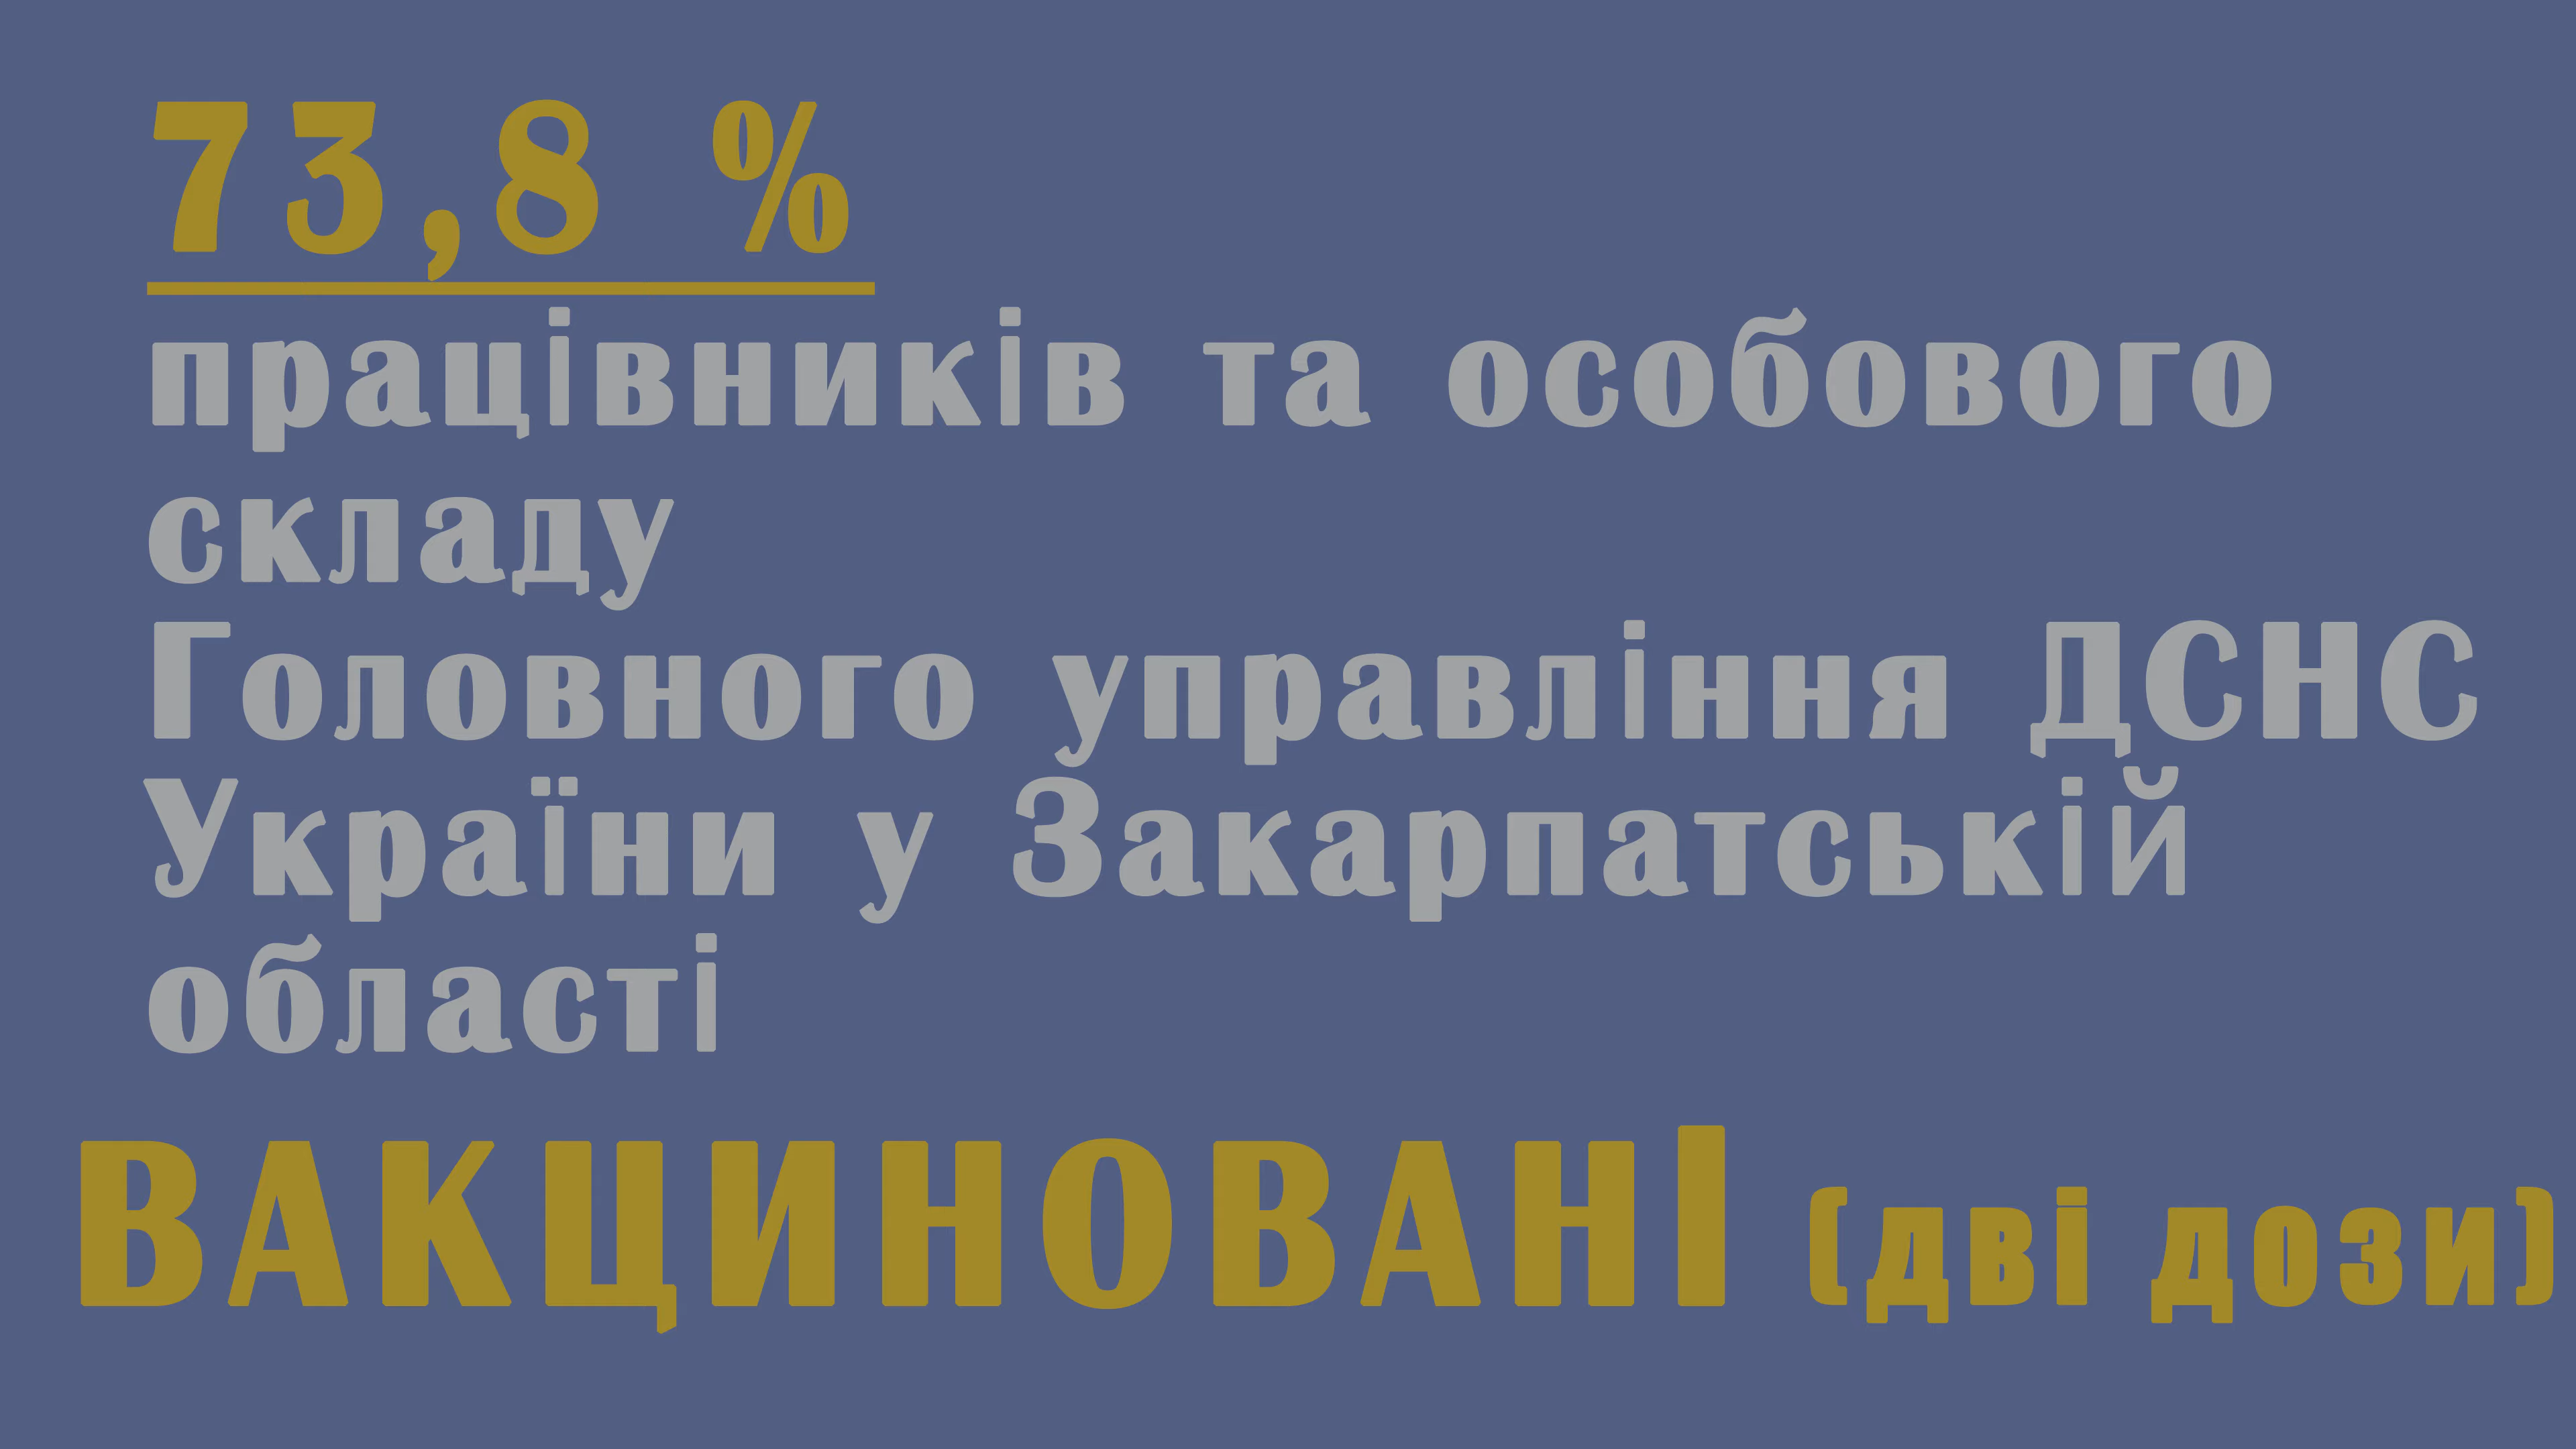 73,8 %
працівників та особового
складу
Головного управління ДСНС
України у Закарпатській
області
ВАКЦИНОВАНІ (дві дози)